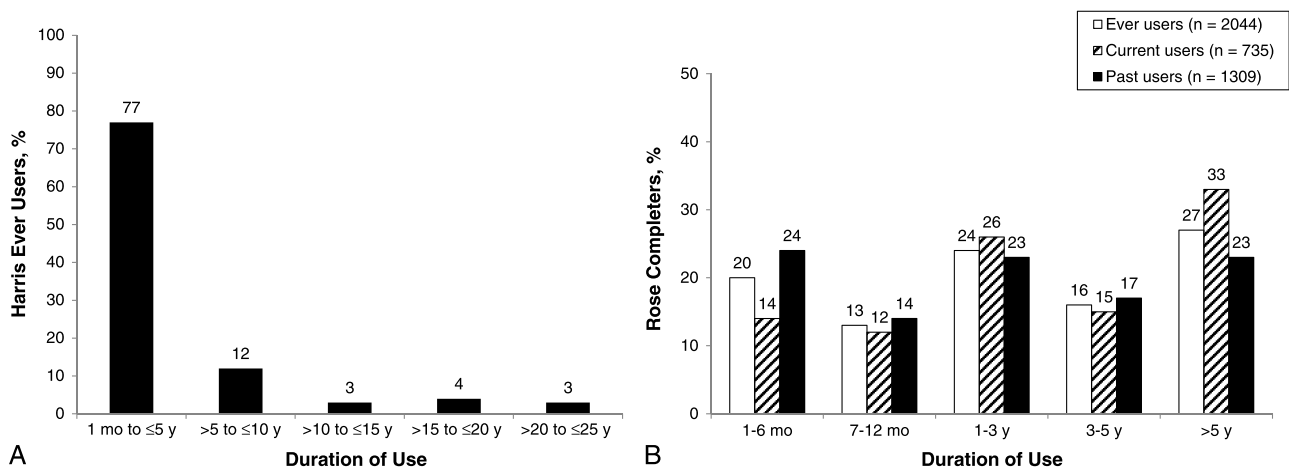 100
90
80
70
60
50
40
30
20
10
0
Harris Ever Users, %
77
12
3
4
3
1 mo to ≤5 y
>5 to ≤10 y
>10 to ≤15 y
>15 to ≤20 y
>20 to ≤25 y
Duration of Use
A
Ever users (n = 2044)
Current users (n = 735)
Past users (n = 1309)
50
40
30
20
10
0
Rose Completers, %
20
14
24
13
12
14
24
26
23
16
15
17
27
33
23
1-6 mo
7-12 mo
1-3 y
3-5 y
>5 y
Duration of Use
B